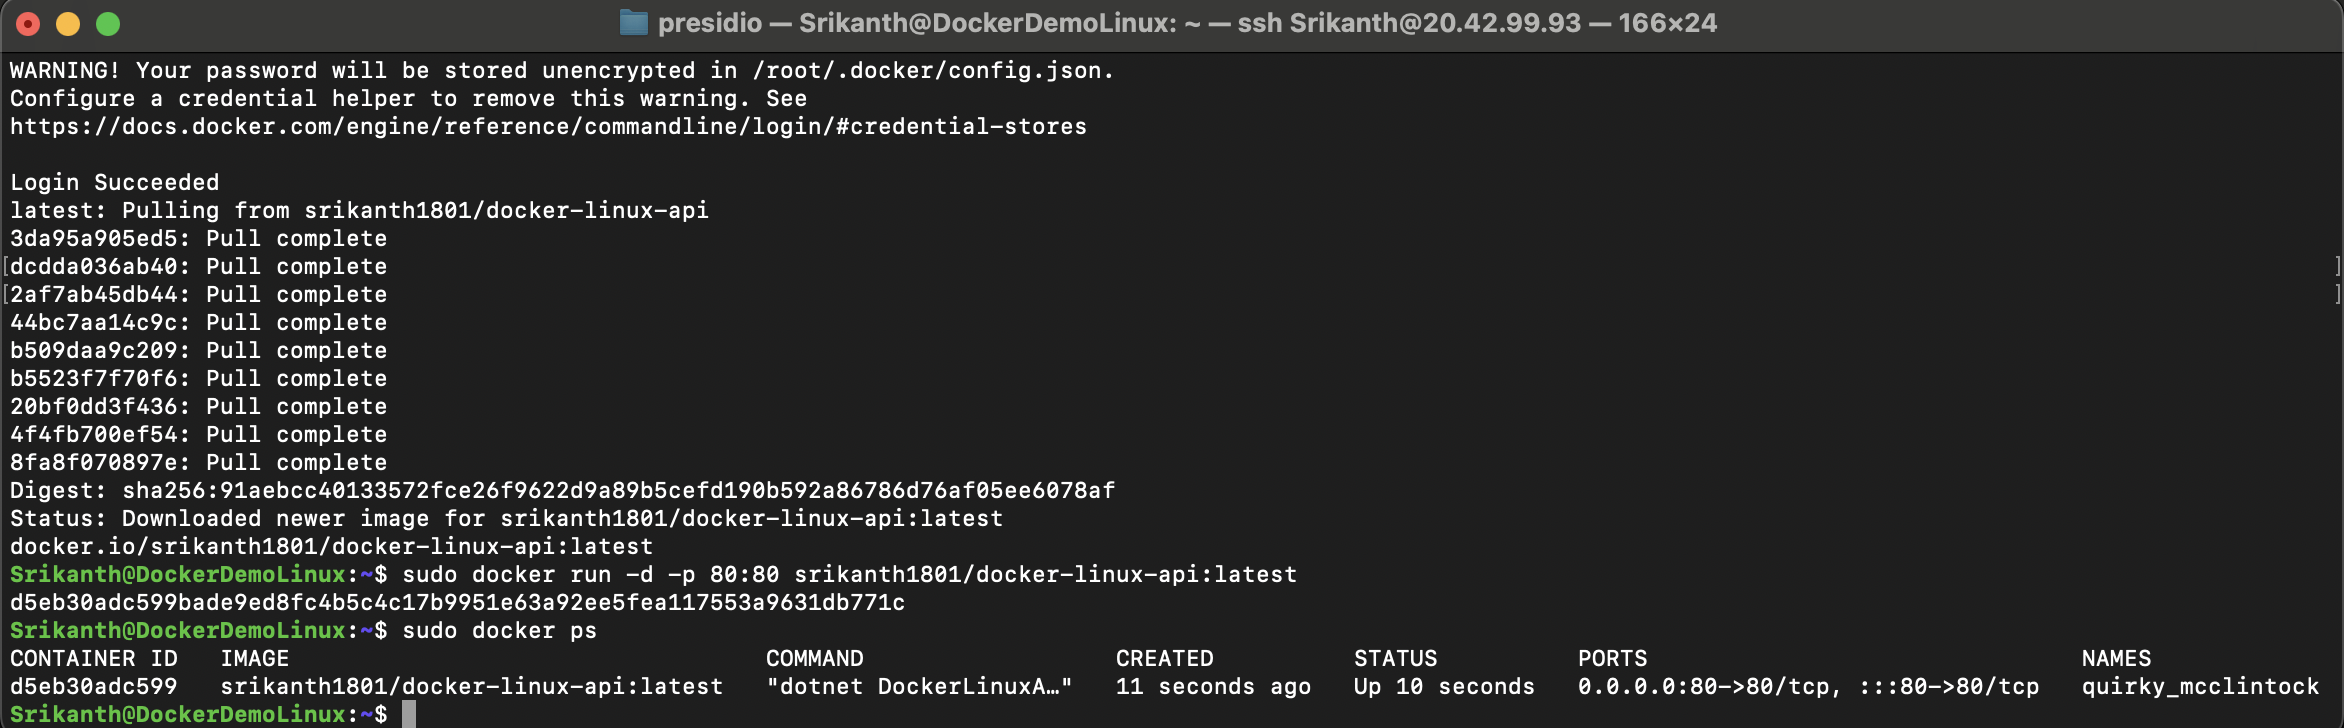 presidio — Srikanth@DockerDemoLinux: ~ — ssh Srikanth@20.42.99.93 — 166×24
WARNING! Your password will be stored unencrypted in /root/.docker/config.json.
Configure a credential helper to remove this warning. See
https://docs.docker.com/engine/reference/commandline/login/#credential-stores

Login Succeeded
latest: Pulling from srikanth1801/docker-linux-api
3da95a905ed5: Pull complete
[dcdda036ab40: Pull complete ]
[2af7ab45db44: Pull complete ]
44bc7aa14c9c: Pull complete
b509daa9c209: Pull complete
b5523f7f70f6: Pull complete
20bf0dd3f436: Pull complete
4f4fb700ef54: Pull complete
8fa8f070897e: Pull complete
Digest: sha256:91aebcc40133572fce26f9622d9a89b5cefd190b592a86786d76af05ee6078af
Status: Downloaded newer image for srikanth1801/docker-linux-api:latest
docker.io/srikanth1801/docker-linux-api:latest
Srikanth@DockerDemoLinux:~$ sudo docker run -d -p 80:80 srikanth1801/docker-linux-api:latest
d5eb30adc599bade9ed8fc4b5c4c17b9951e63a92ee5fea117553a9631db771c
Srikanth@DockerDemoLinux:~$ sudo docker ps
CONTAINER ID   IMAGE   COMMAND   CREATED   STATUS   PORTS   NAMES
d5eb30adc599   srikanth1801/docker-linux-api:latest   "dotnet DockerLinuxA…"   11 seconds ago   Up 10 seconds   0.0.0.0:80->80/tcp, :::80->80/tcp   quirky_mcclintock
Srikanth@DockerDemoLinux:~$